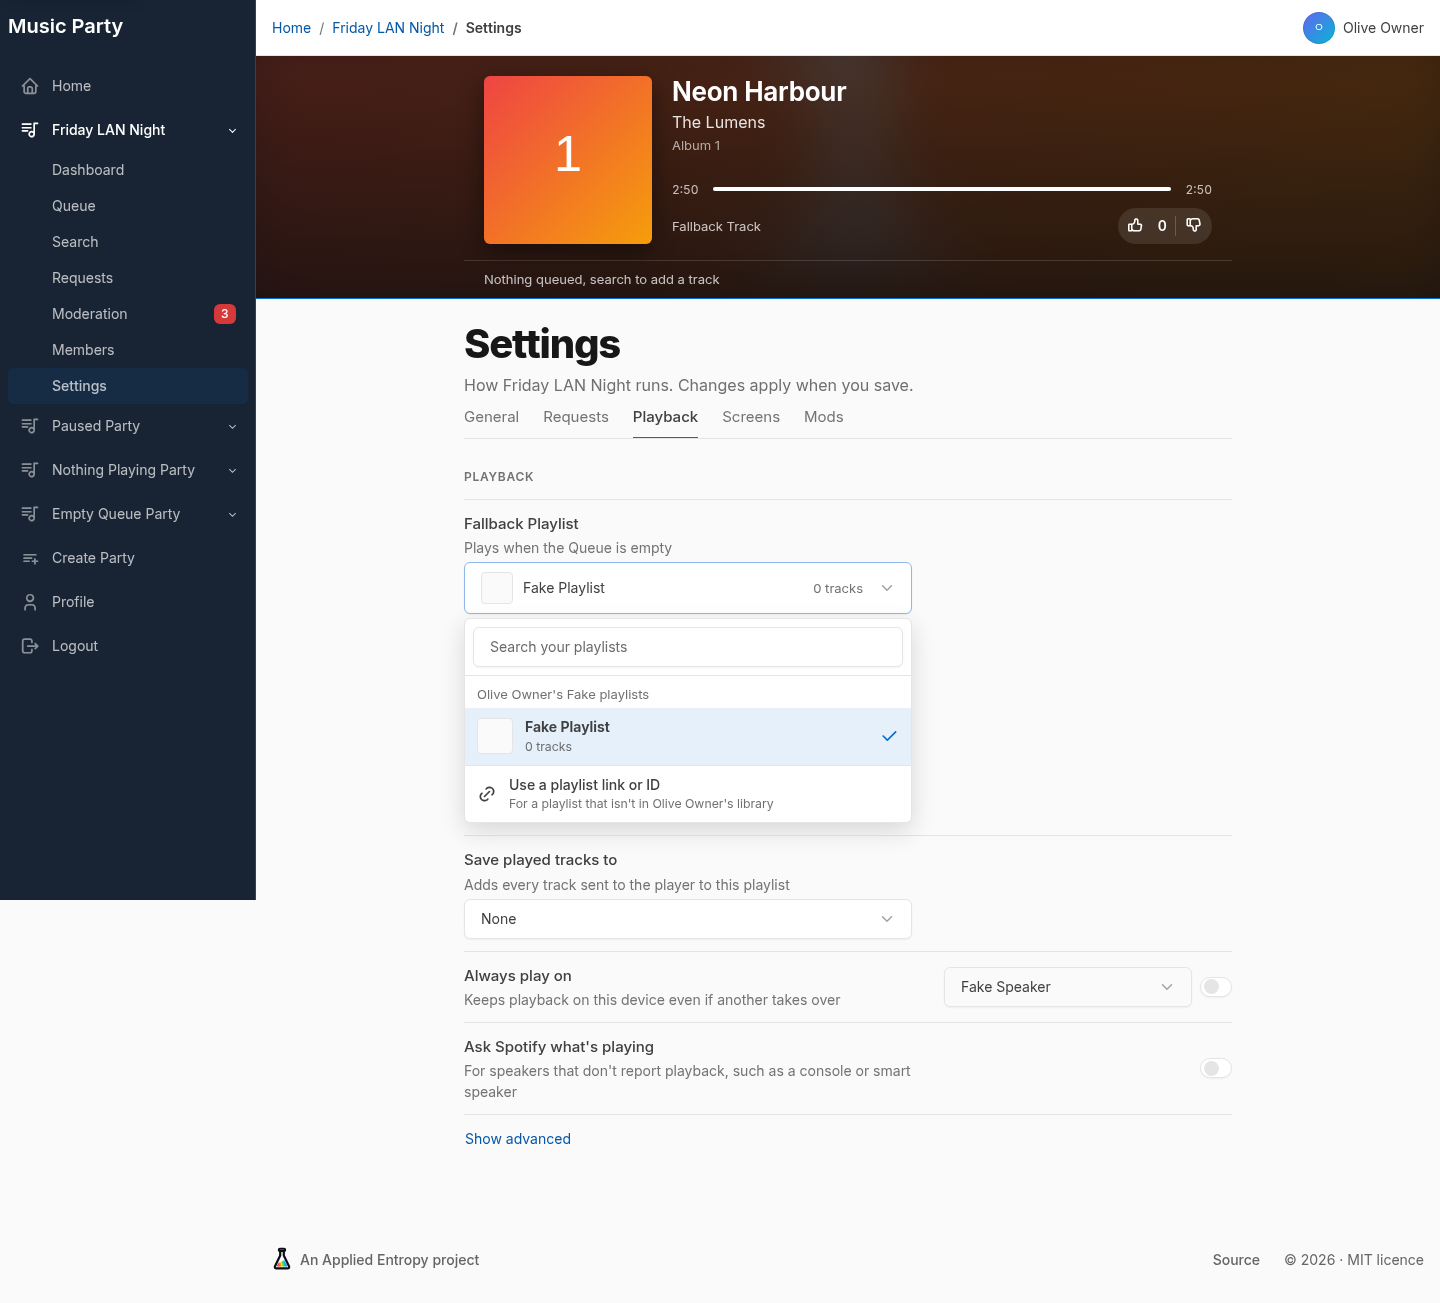 Music Party
Home / Friday LAN Night / Settings
O
Olive Owner
Home
Friday LAN Night
Dashboard
Queue
Search
Requests
Moderation
3
Members
Settings
Paused Party
Nothing Playing Party
Empty Queue Party
Create Party
Profile
Logout
1
Neon Harbour
The Lumens
Album 1
2:50
2:50
Fallback Track
0
Nothing queued, search to add a track
Settings
How Friday LAN Night runs. Changes apply when you save.
General
Requests
Playback
Screens
Mods
PLAYBACK
Fallback Playlist
Plays when the Queue is empty
Fake Playlist
0 tracks
Search your playlists
Olive Owner's Fake playlists
Fake Playlist
0 tracks
Use a playlist link or ID
For a playlist that isn't in Olive Owner's library
Save played tracks to
Adds every track sent to the player to this playlist
None
Always play on
Keeps playback on this device even if another takes over
Fake Speaker
Ask Spotify what's playing
For speakers that don't report playback, such as a console or smart
speaker
Show advanced
An Applied Entropy project
Source
© 2026 · MIT licence